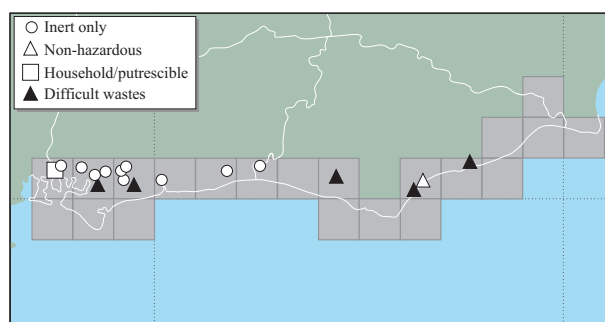 Inert only
Non-hazardous
Household/putrescible
Difficult wastes